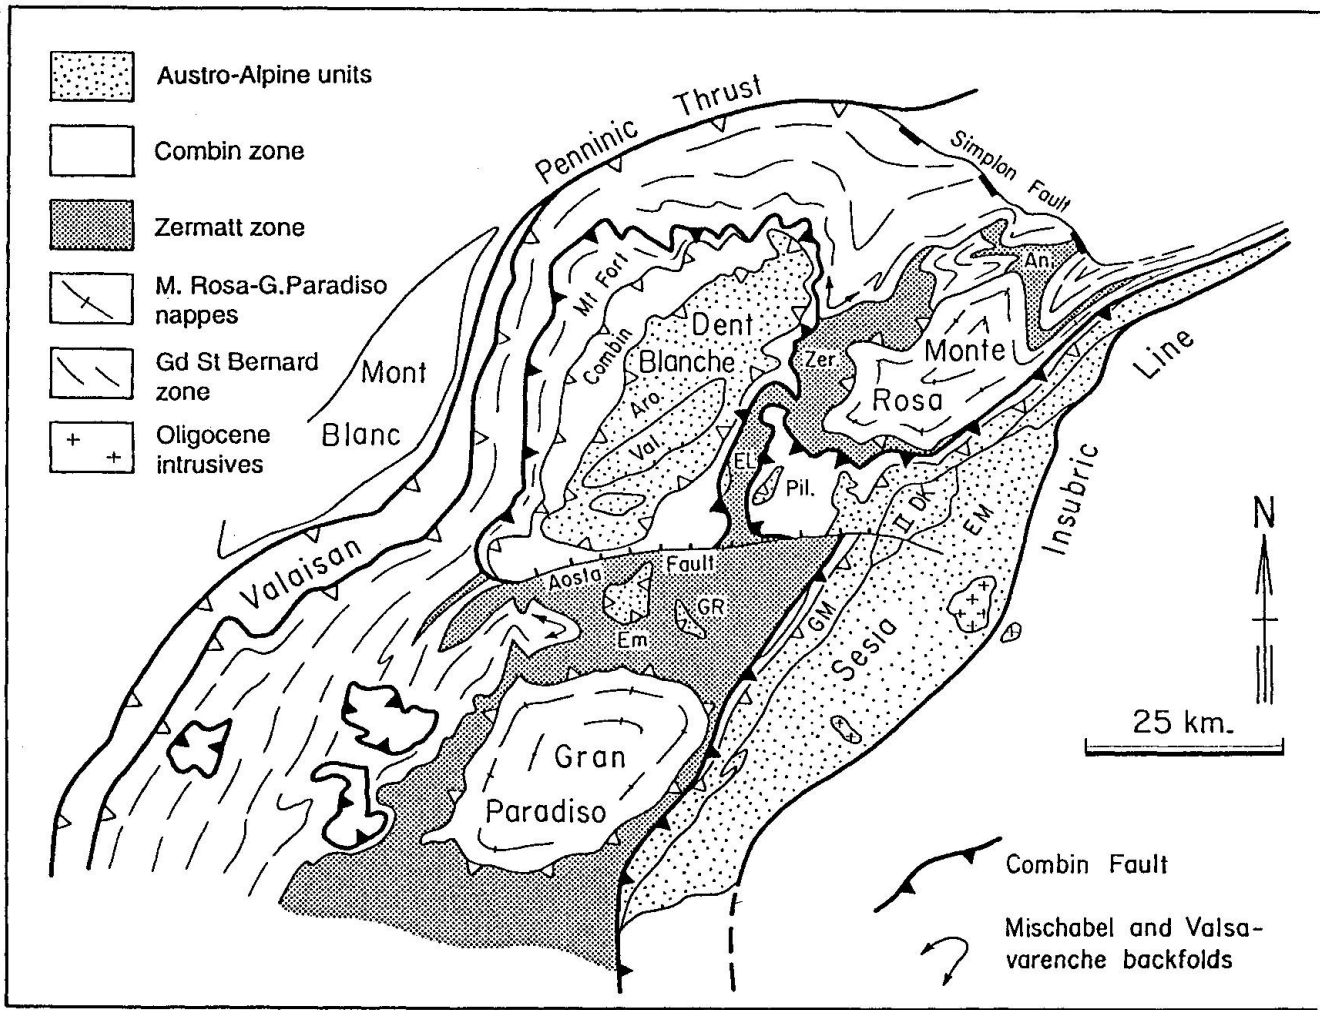 Austro-Alpine units
Combin zone
Zermatt zone
M. Rosa-G.Paradiso
nappes
Gd St Bernard
zone
Oligocene
intrusives
Penninic Thrust
Simplon Fault
Mont
Blanc
Mt Fort
Combin
Dent
Blanche
Aro.
Val.
Zer
An.
Monte
Rosa
EL
Pil.
II DK
EM
Insubric
Line
N
Valaisan
Aosta Fault
Em
GR
GM
Sesia
Gran
Paradiso
25 km.
Combin Fault
Mischabel and Valsa-
varenche backfolds